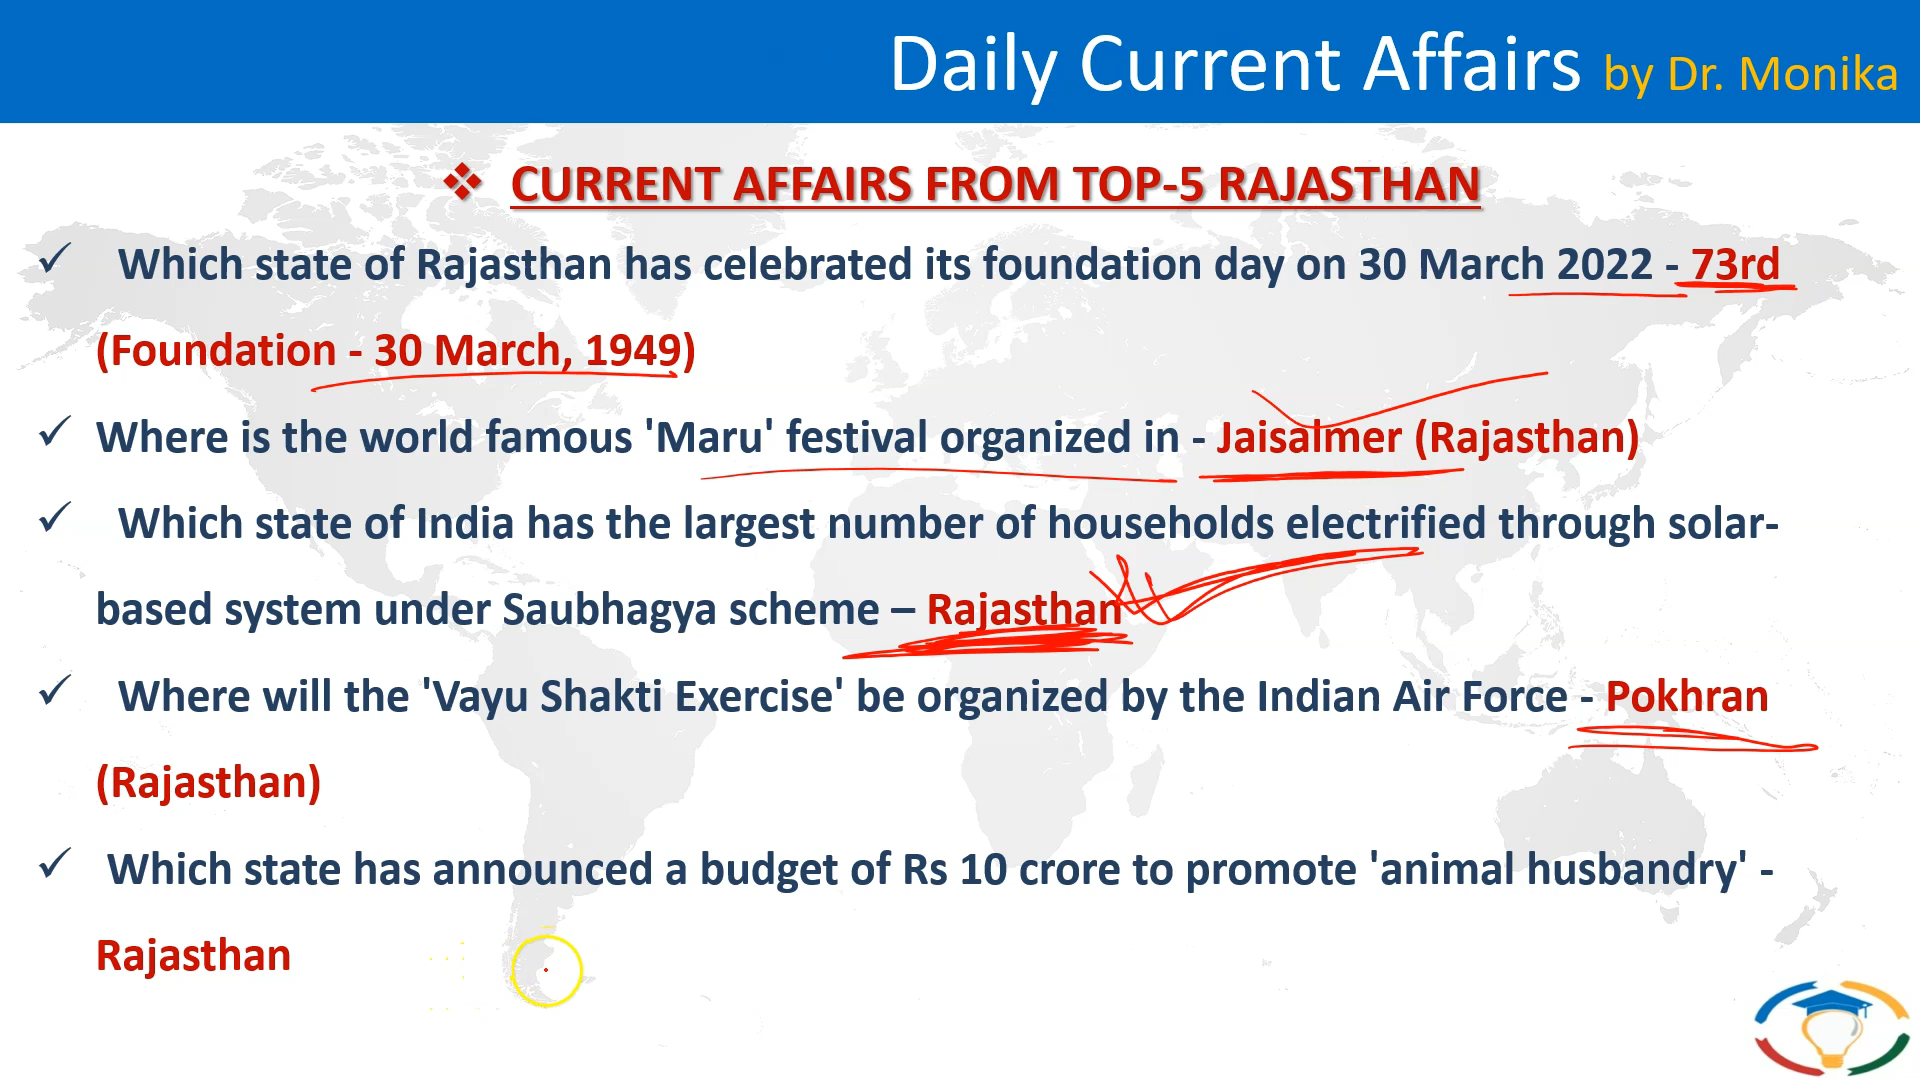 Daily Current Affairs by Dr. Monika
❖ CURRENT AFFAIRS FROM TOP-5 RAJASTHAN
✓ Which state of Rajasthan has celebrated its foundation day on 30 March 2022 - 73rd
(Foundation - 30 March, 1949)
✓ Where is the world famous 'Maru' festival organized in - Jaisalmer (Rajasthan)
✓ Which state of India has the largest number of households electrified through solar-
based system under Saubhagya scheme – Rajasthan
✓ Where will the 'Vayu Shakti Exercise' be organized by the Indian Air Force - Pokhran
(Rajasthan)
✓ Which state has announced a budget of Rs 10 crore to promote 'animal husbandry' -
Rajasthan